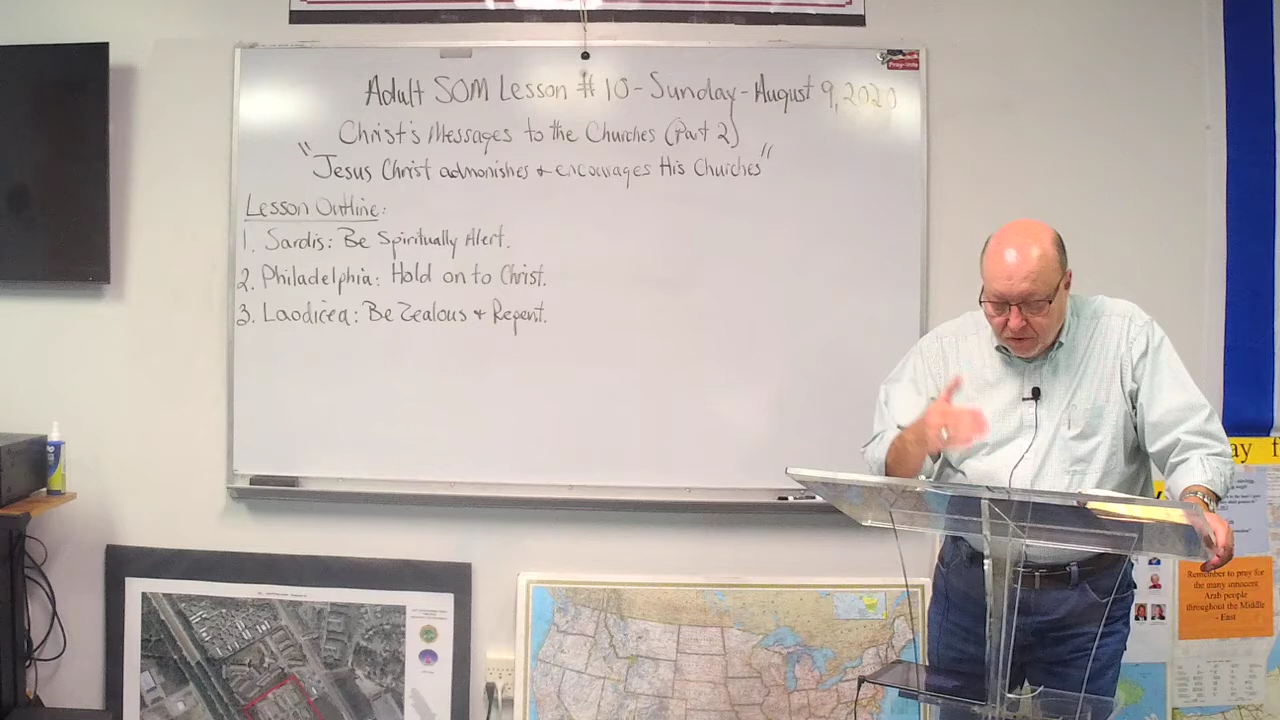 Adult SOM Lesson # 10 - Sunday - August 9, 2020
Christ's Messages to the Churches (Part 2)
"Jesus Christ admonishes & encourages His Churches"
Lesson Outline:
1. Sardis: Be Spiritually Alert.
2. Philadelphia: Hold on to Christ.
3. Laodicea: Be Zealous & Repent.
ay f
Remember to pray for
the many innocent
Arab people
throughout the Middle
- East